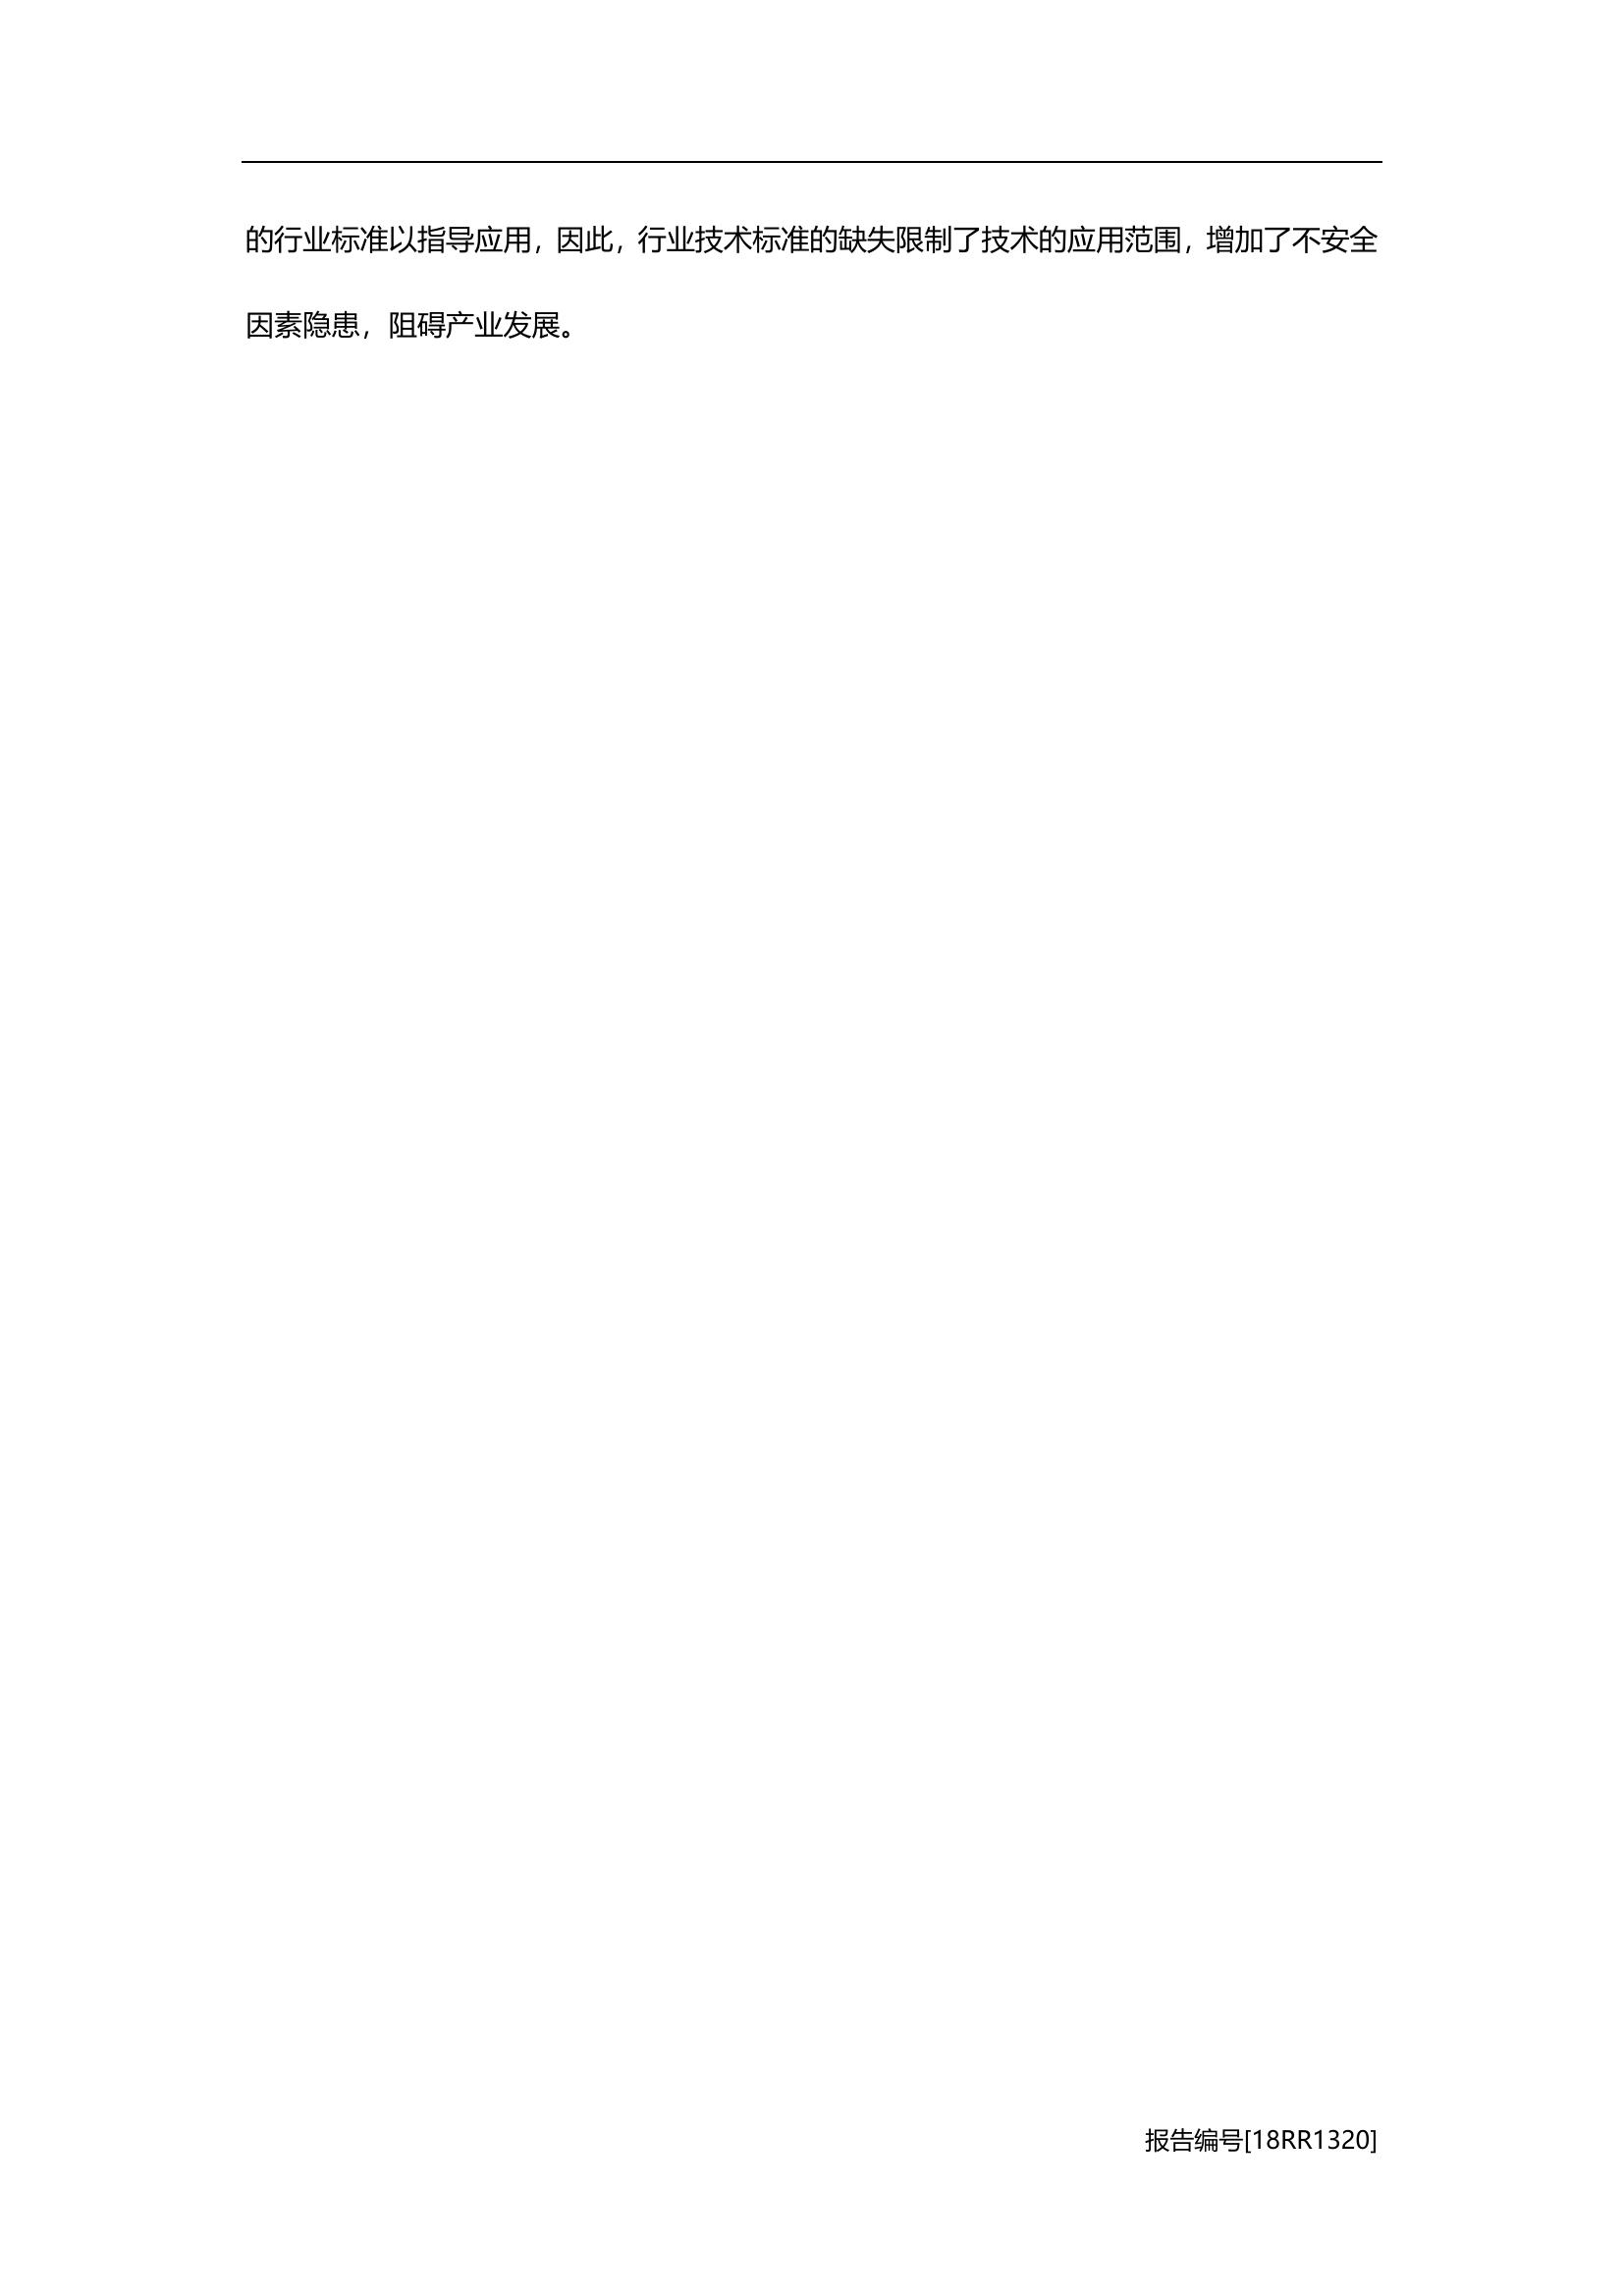 的行业标准以指导应用，因此，行业技术标准的缺失限制了技术的应用范围，增加了不安全
因素隐患，阻碍产业发展。
报告编号[18RR1320]